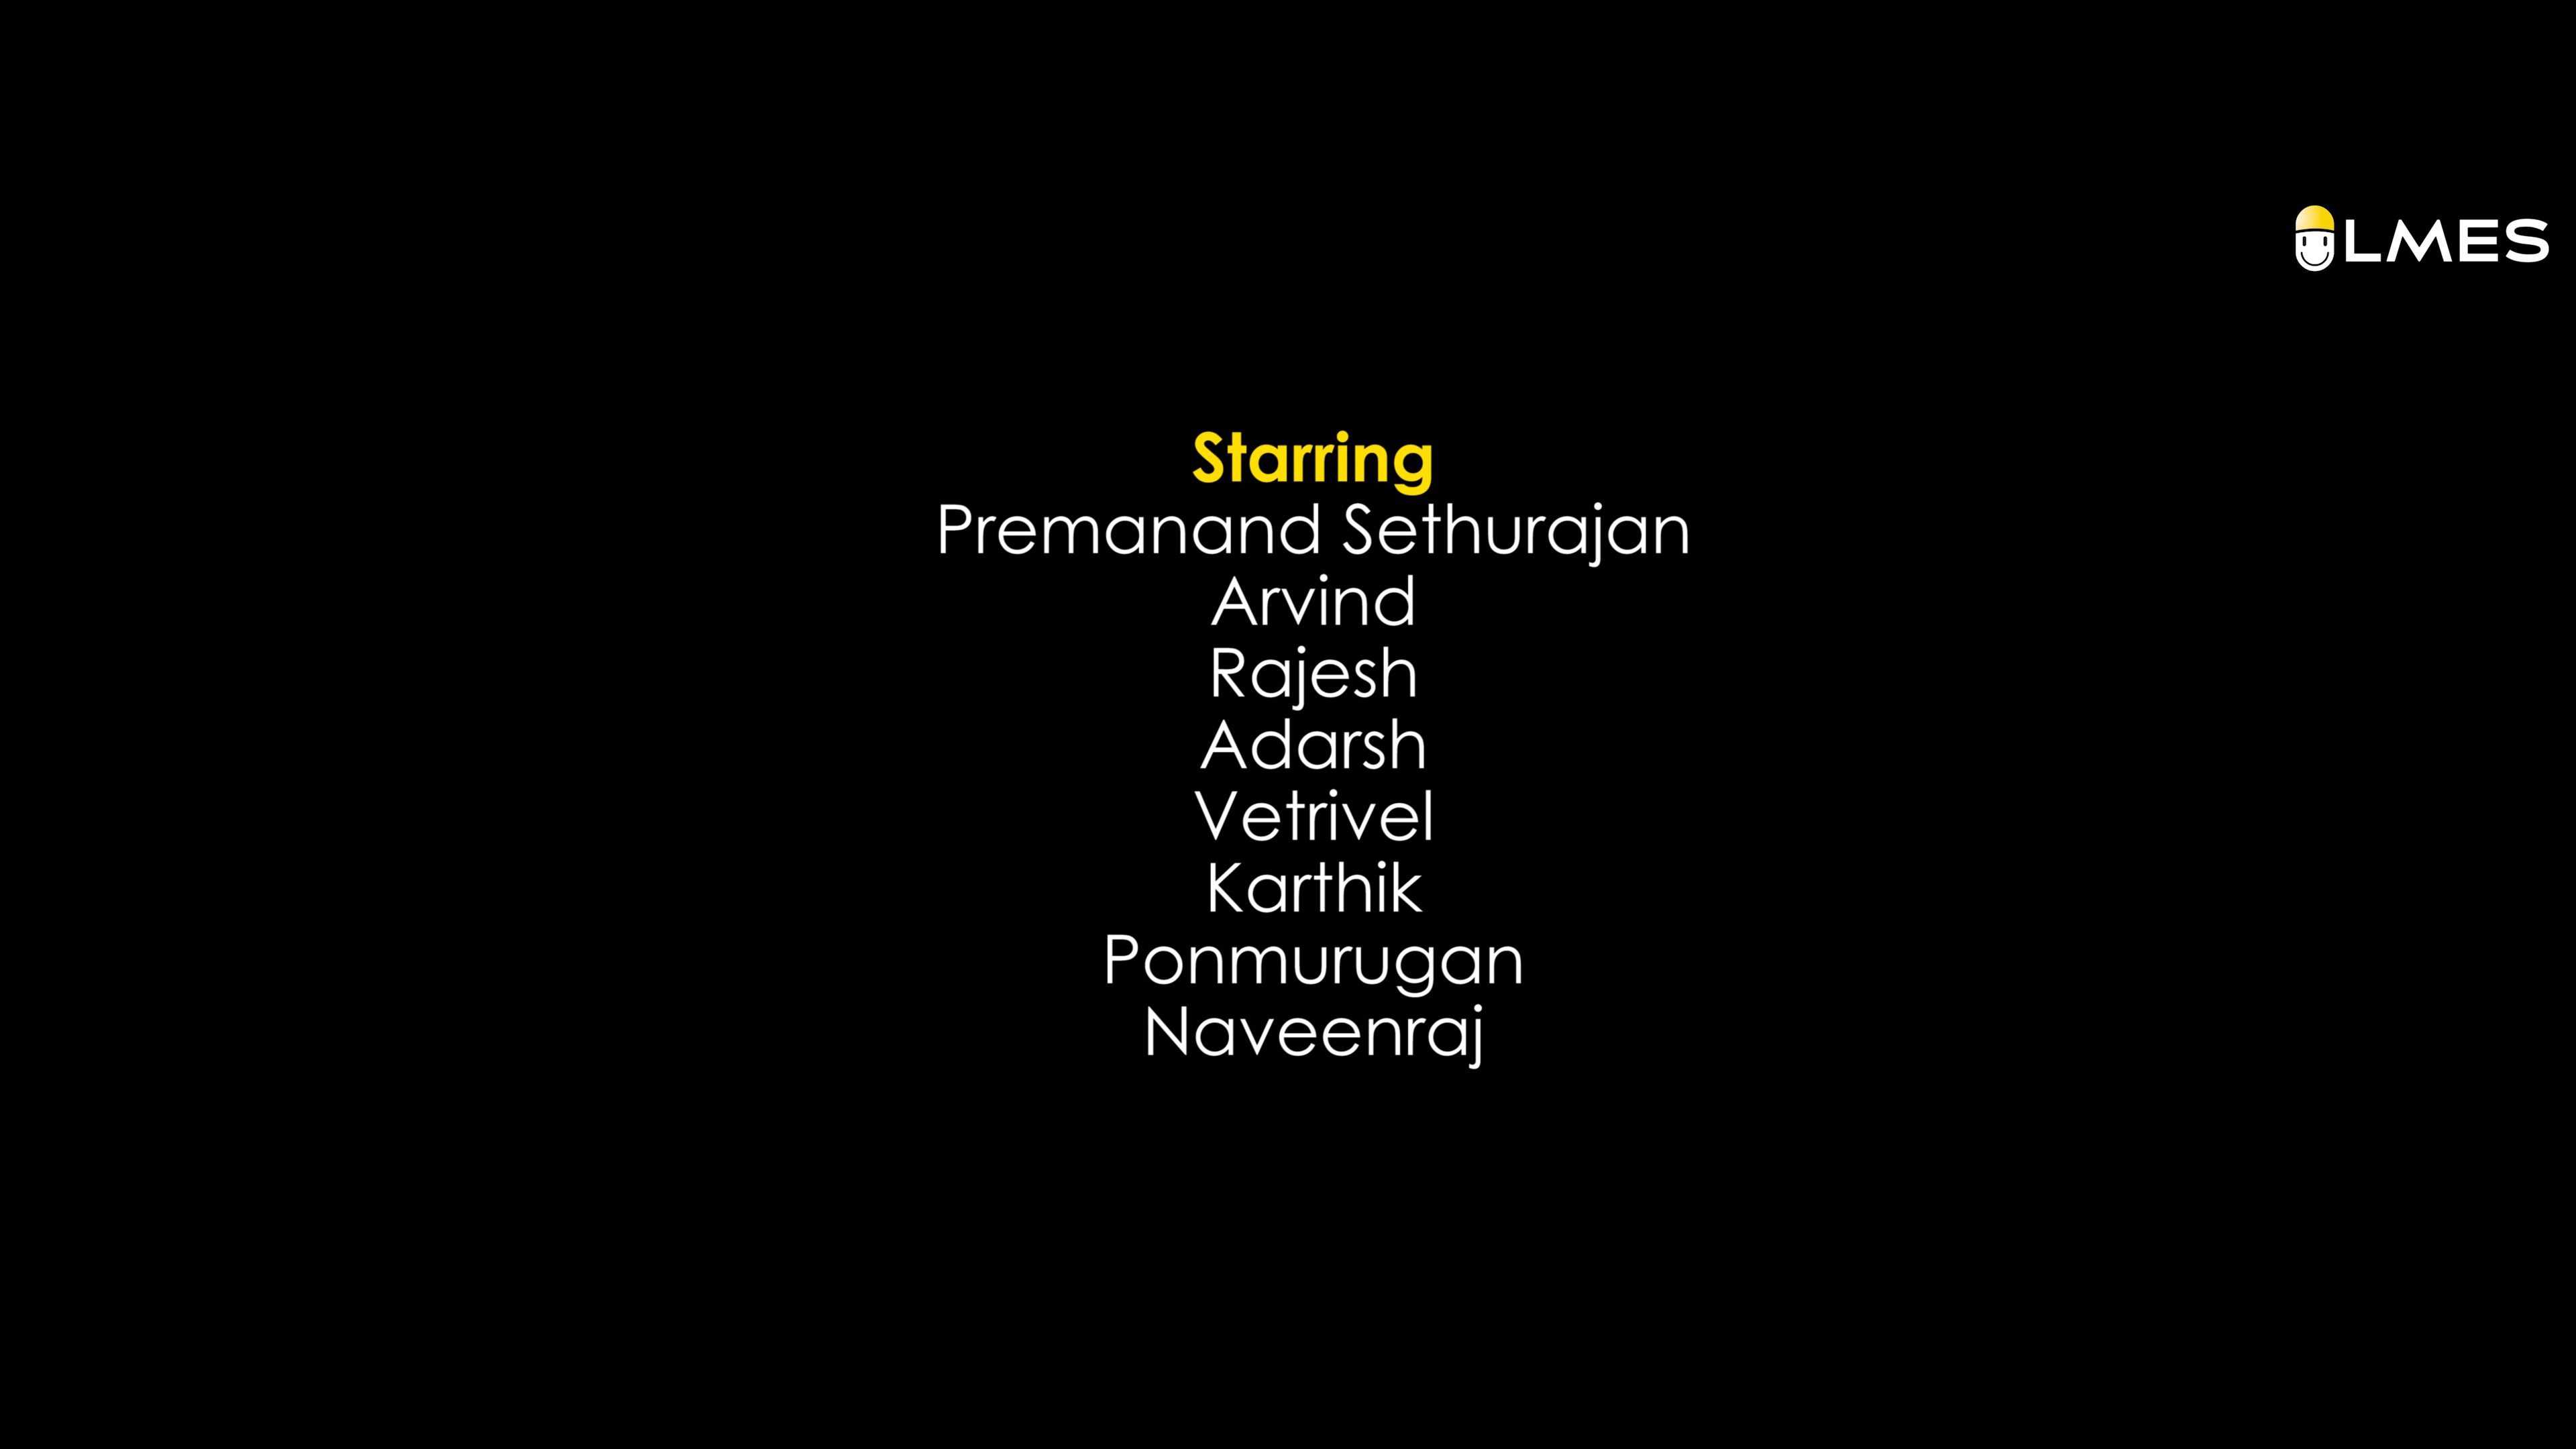 LMES
Starring
Premanand Sethurajan
Arvind
Rajesh
Adarsh
Vetrivel
Karthik
Ponmurugan
Naveenraj